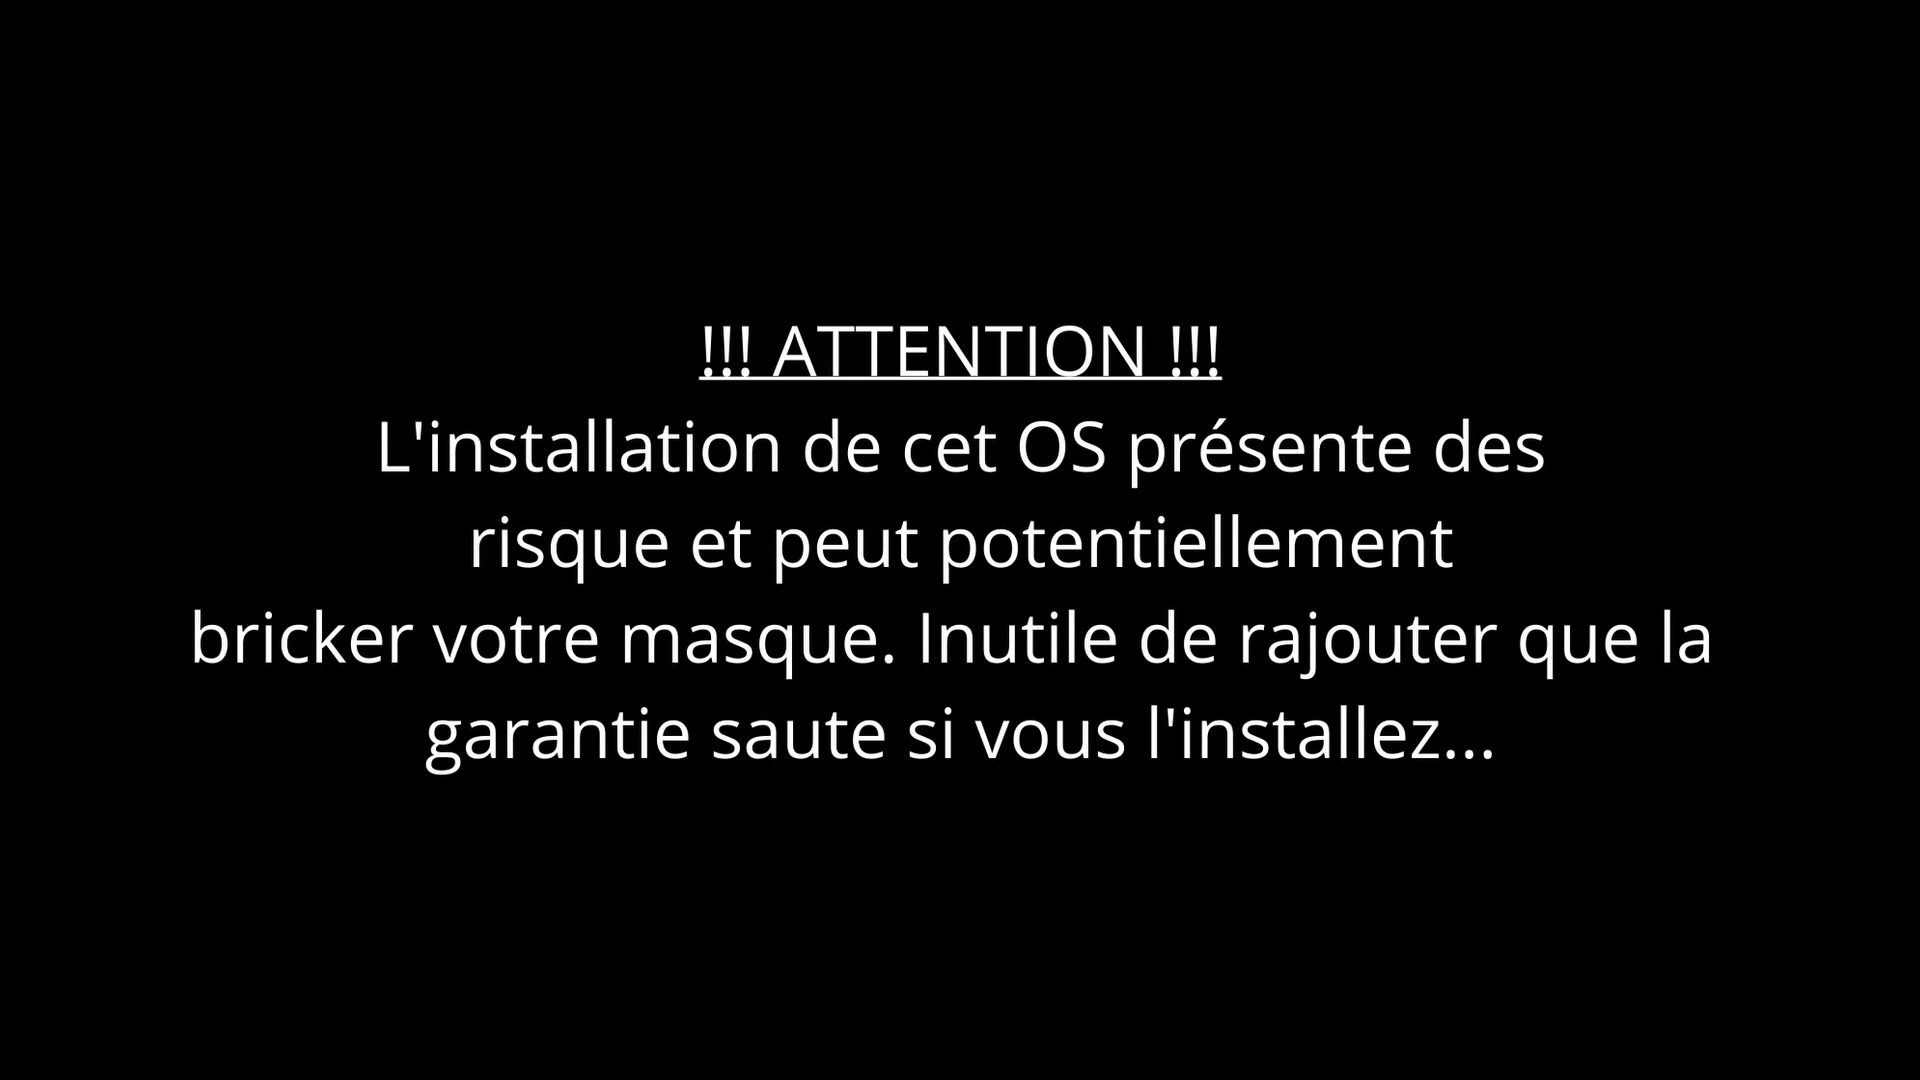 !!! ATTENTION !!!
L'installation de cet OS présente des
risque et peut potentiellement
bricker votre masque. Inutile de rajouter que la
garantie saute si vous l'installez...